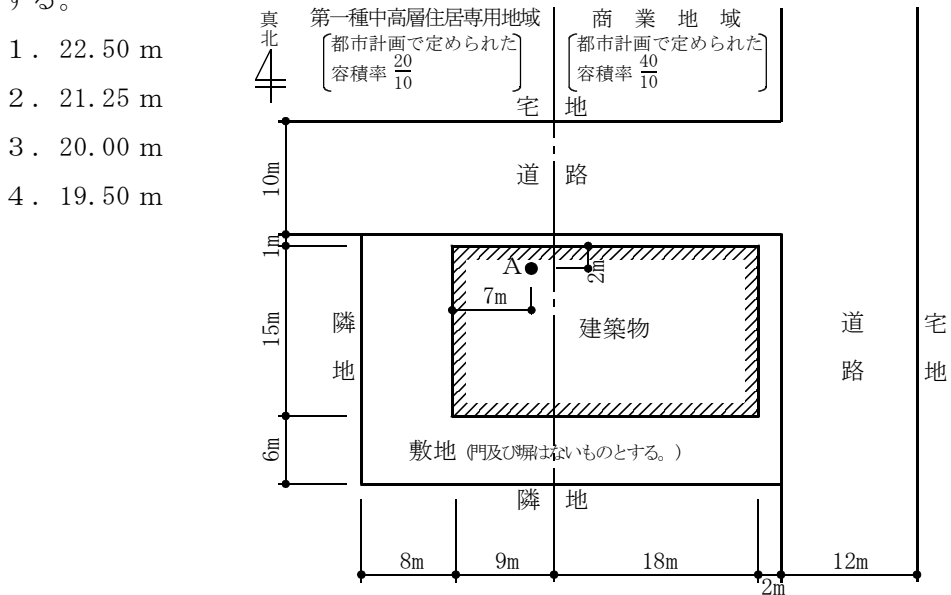 する。
1． 22.50 m
2． 21.25 m
3． 20.00 m
4． 19.50 m
真北
第一種中高層住居専用地域
都市計画で定められた
容積率 20/10
商業地域
都市計画で定められた
容積率 40/10
宅地
道路
10m
1m
15m
6m
A
2m
7m
建築物
隣地
道路
宅地
敷地 (門及び塀はないものとする。)
隣地
8m
9m
18m
2m
12m